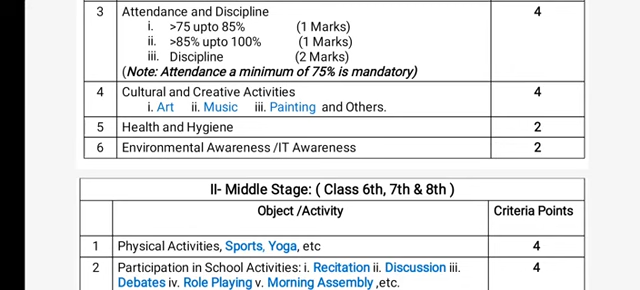 3 Attendance and Discipline 4
i. >75 upto 85% (1 Marks)
ii. >85% upto 100% (1 Marks)
iii. Discipline (2 Marks)
(Note: Attendance a minimum of 75% is mandatory)
4 Cultural and Creative Activities 4
i. Art ii. Music iii. Painting and Others.
5 Health and Hygiene 2
6 Environmental Awareness /IT Awareness 2
II- Middle Stage: ( Class 6th, 7th & 8th )
Object /Activity Criteria Points
1 Physical Activities, Sports, Yoga, etc 4
2 Participation in School Activities: i. Recitation ii. Discussion iii. 4
Debates iv. Role Playing v. Morning Assembly ,etc.